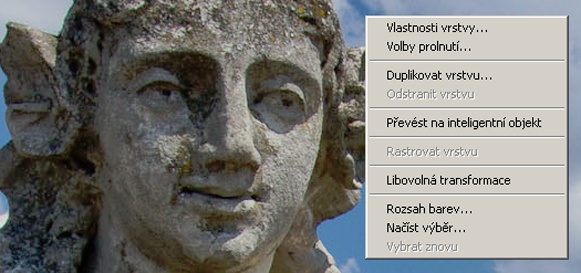 Vlastnosti vrstvy...
Volby prolnutí...
Duplikovat vrstvu...
Odstranit vrstvu
Převést na inteligentní objekt
Rastrovat vrstvu
Libovolná transformace
Rozsah barev...
Načíst výběr...
Vybrat znovu